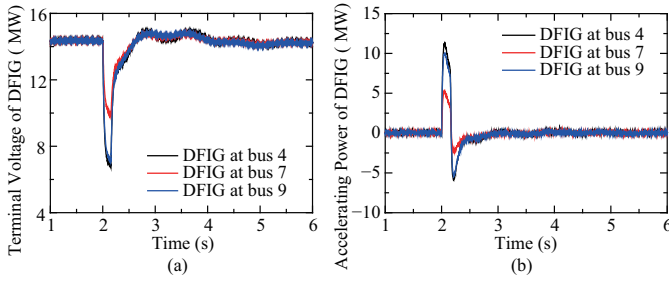 Terminal Voltage of DFIG ( MW)
16
12
8
4
DFIG at bus 4
DFIG at bus 7
DFIG at bus 9
1 2 3 4 5 6
Time (s)
(a)
Accelerating Power of DFIG ( MW)
15
10
5
0
−5
−10
DFIG at bus 4
DFIG at bus 7
DFIG at bus 9
1 2 3 4 5 6
Time (s)
(b)